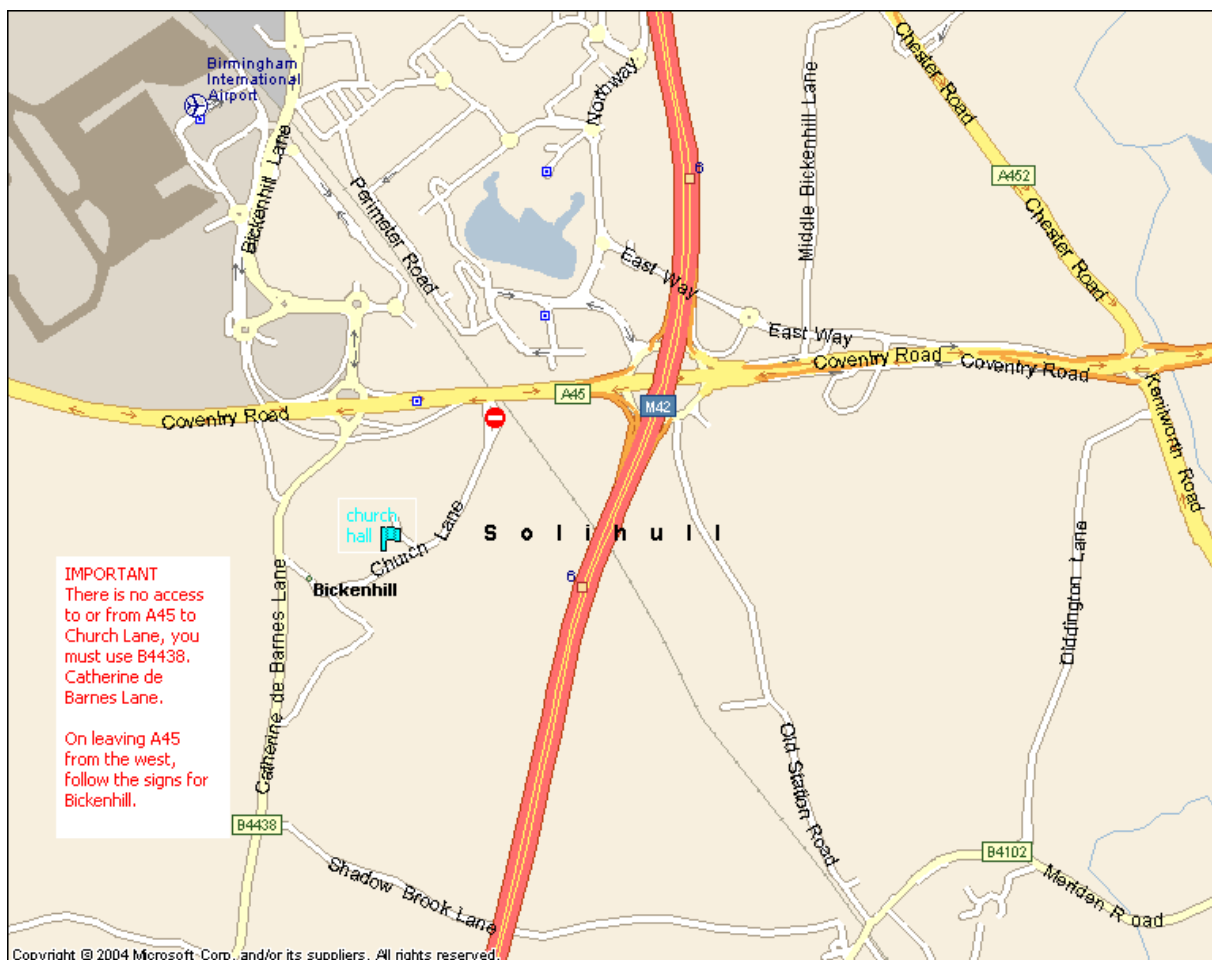 Birmingham
International
Airport
Bickenhill Lane
Perimeter Road
Northway
6
Middle Bickenhill Lane
Chester Road
A452
Chester Road
East Way
East Way
Coventry Road
Coventry Road
Coventry Road
A45
M42
Kenilworth Road
church
hall
Church Lane
Solihull
6
Bickenhill
Catherine de Barnes Lane
Diddington Lane
Old Station Road
IMPORTANT
There is no access
to or from A45 to
Church Lane, you
must use B4438.
Catherine de
Barnes Lane.
On leaving A45
from the west,
follow the signs for
Bickenhill.
B4438
Shadow Brook Lane
B4102
Meriden Road
Copyright © 2004 Microsoft Corp. and/or its suppliers. All rights reserved.